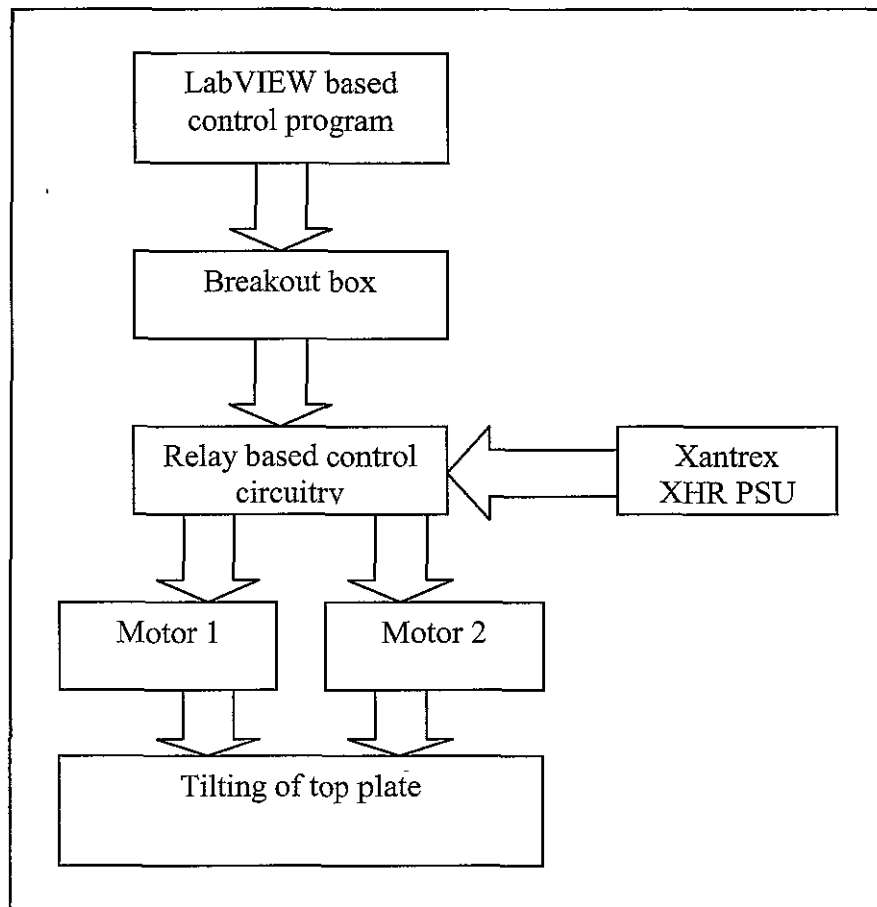 LabVIEW based
control program
Breakout box
Relay based control
circuitry
Xantrex
XHR PSU
Motor 1
Motor 2
Tilting of top plate